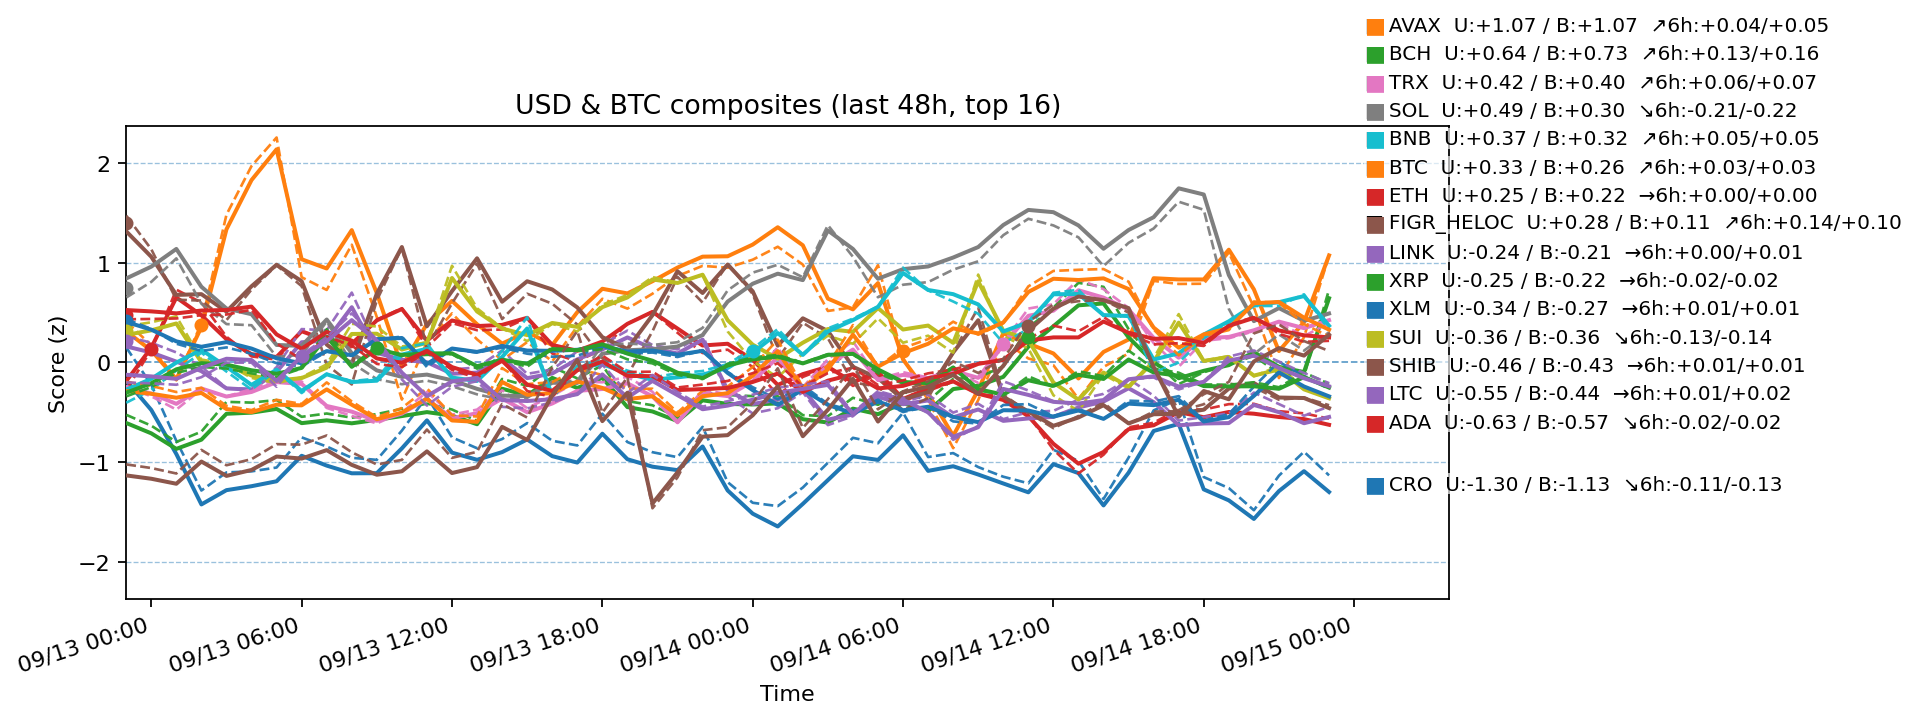 USD & BTC composites (last 48h, top 16)
AVAX U:+1.07 / B:+1.07 ↗6h:+0.04/+0.05
BCH U:+0.64 / B:+0.73 ↗6h:+0.13/+0.16
TRX U:+0.42 / B:+0.40 ↗6h:+0.06/+0.07
SOL U:+0.49 / B:+0.30 ↘6h:-0.21/-0.22
BNB U:+0.37 / B:+0.32 ↗6h:+0.05/+0.05
BTC U:+0.33 / B:+0.26 ↗6h:+0.03/+0.03
ETH U:+0.25 / B:+0.22 →6h:+0.00/+0.00
FIGR_HELOC U:+0.28 / B:+0.11 ↗6h:+0.14/+0.10
LINK U:-0.24 / B:-0.21 →6h:+0.00/+0.01
XRP U:-0.25 / B:-0.22 →6h:-0.02/-0.02
XLM U:-0.34 / B:-0.27 →6h:+0.01/+0.01
SUI U:-0.36 / B:-0.36 ↘6h:-0.13/-0.14
SHIB U:-0.46 / B:-0.43 →6h:+0.01/+0.01
LTC U:-0.55 / B:-0.44 →6h:+0.01/+0.02
ADA U:-0.63 / B:-0.57 ↘6h:-0.02/-0.02
CRO U:-1.30 / B:-1.13 ↘6h:-0.11/-0.13
Score (z)
2
1
0
−1
−2
09/13 00:00
09/13 06:00
09/13 12:00
09/13 18:00
09/14 00:00
09/14 06:00
09/14 12:00
09/14 18:00
09/15 00:00
Time